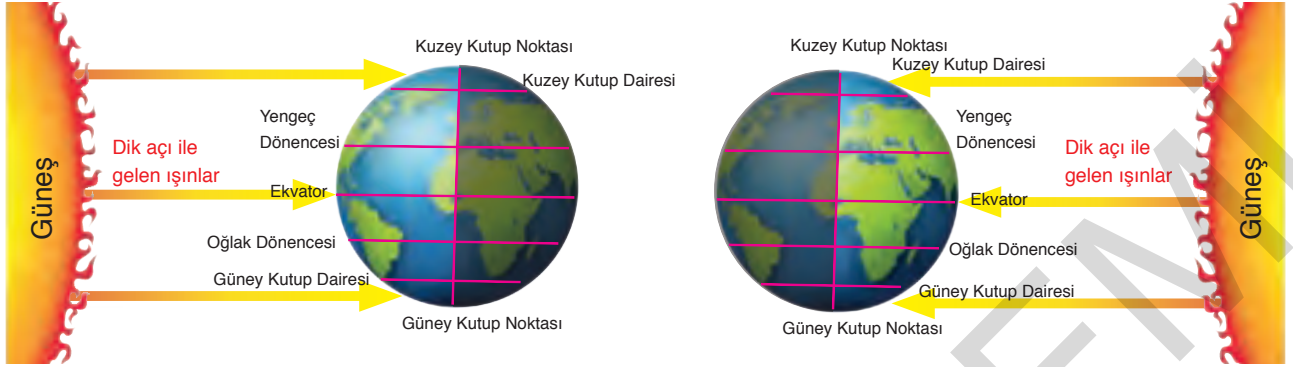 Güneş
Dik açı ile
gelen ışınlar
Kuzey Kutup Noktası
Kuzey Kutup Dairesi
Yengeç
Dönencesi
Ekvator
Oğlak Dönencesi
Güney Kutup Dairesi
Güney Kutup Noktası
Kuzey Kutup Noktası
Kuzey Kutup Dairesi
Yengeç
Dönencesi
Ekvator
Oğlak Dönencesi
Güney Kutup Dairesi
Güney Kutup Noktası
Dik açı ile
gelen ışınlar
Güneş